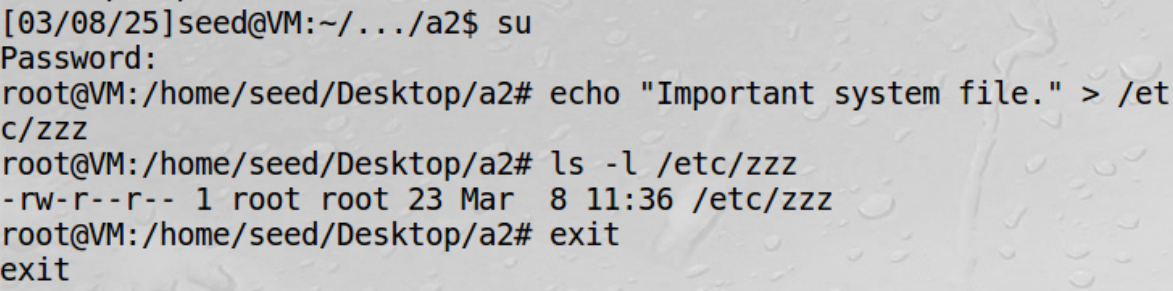 [03/08/25]seed@VM:~/.../a2$ su
Password:
root@VM:/home/seed/Desktop/a2# echo "Important system file." > /et
c/zzz
root@VM:/home/seed/Desktop/a2# ls -l /etc/zzz
-rw-r--r-- 1 root root 23 Mar  8 11:36 /etc/zzz
root@VM:/home/seed/Desktop/a2# exit
exit